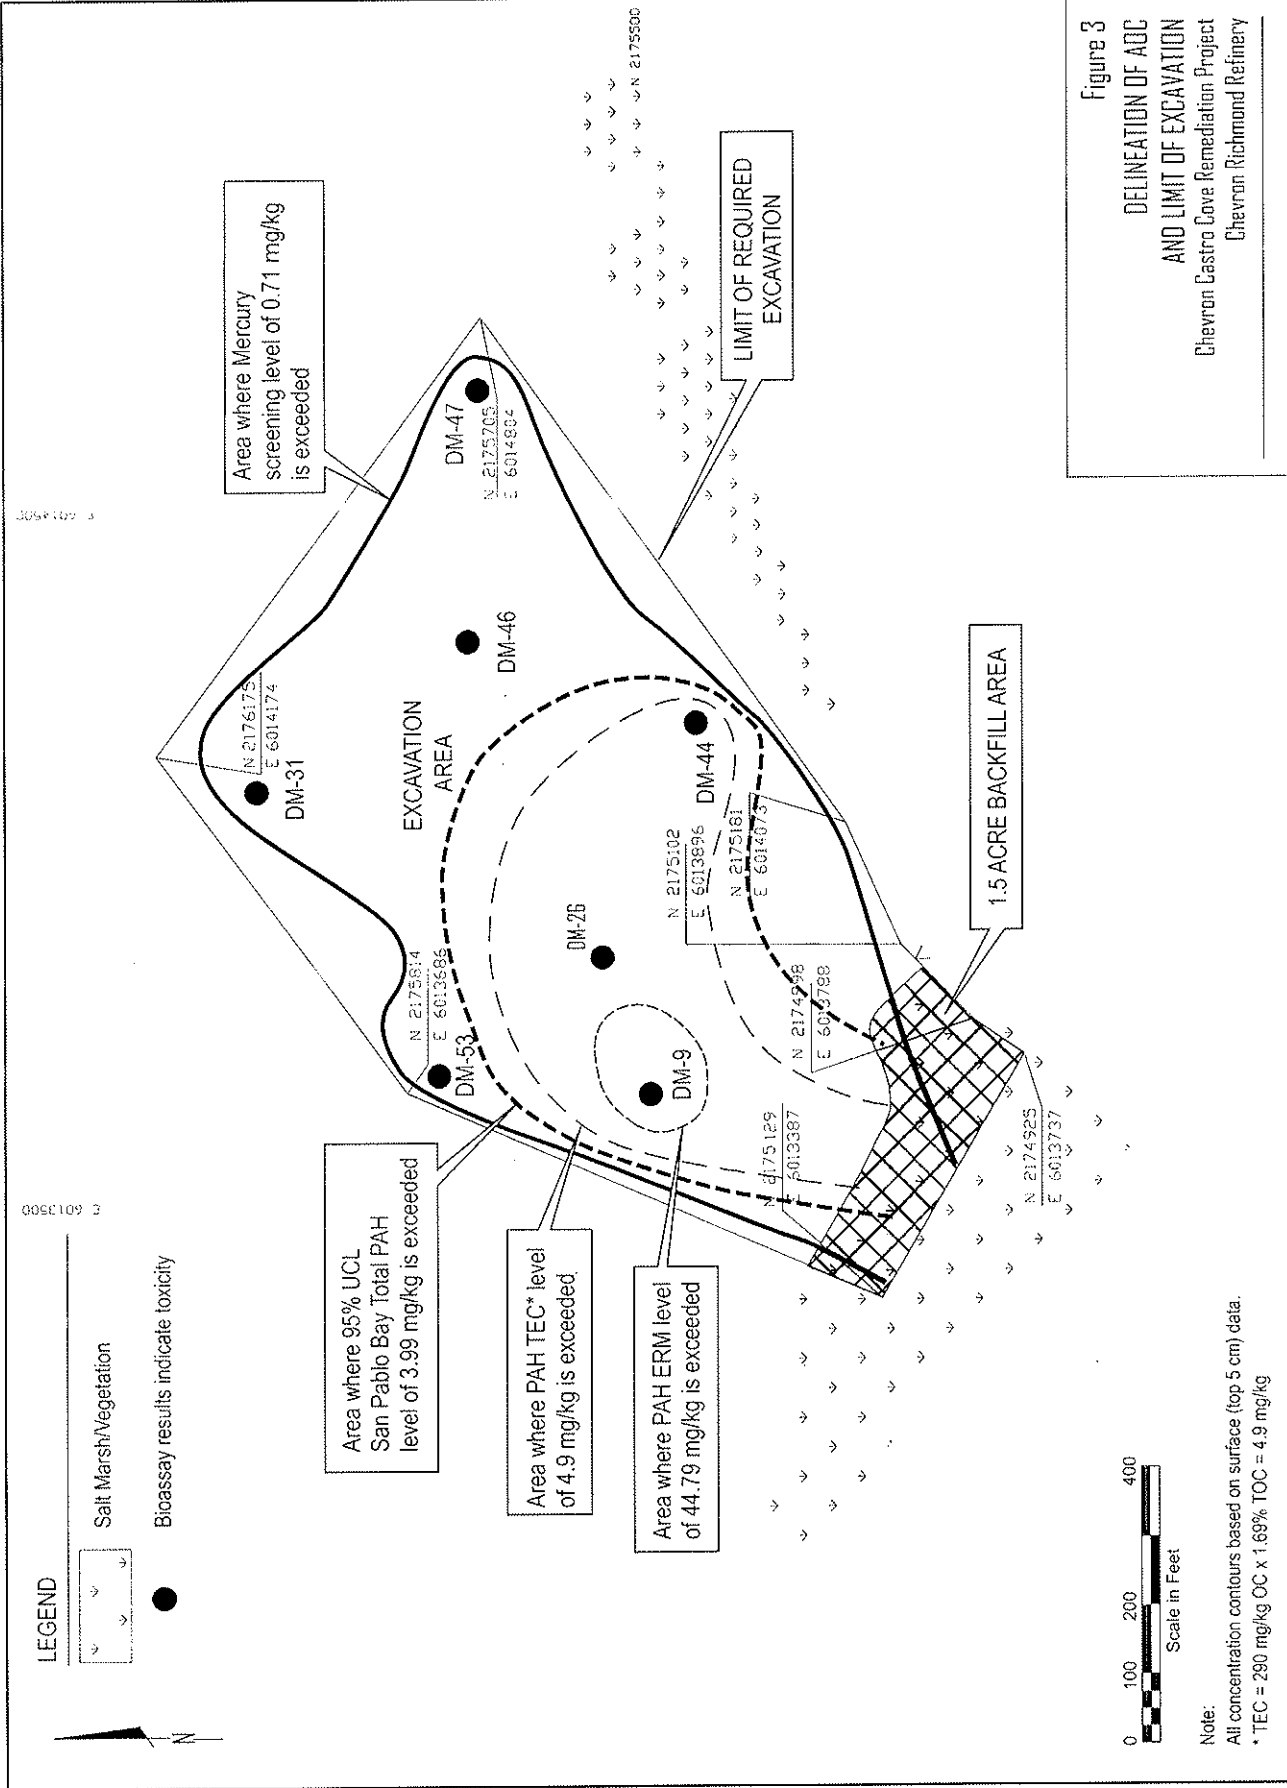 LEGEND
Salt Marsh/Vegetation
Bioassay results indicate toxicity
N
E 6013500
E 6014500
N 2175500
Area where Mercury
screening level of 0.71 mg/kg
is exceeded
Area where 95% UCL
San Pablo Bay Total PAH
level of 3.99 mg/kg is exceeded
Area where PAH TEC* level
of 4.9 mg/kg is exceeded.
Area where PAH ERM level
of 44.79 mg/kg is exceeded
N 2176175
E 6014174
DM-31
N 2175814
E 6013686
DM-53
EXCAVATION
AREA
DM-47
N 2175705
E 6014804
DM-46
DM-26
DM-9
DM-44
N 2175102
E 6013896
N 2175181
E 6014073
N 2174998
E 6013788
N 2175129
E 6013387
N 2174925
E 6013737
LIMIT OF REQUIRED
EXCAVATION
1.5 ACRE BACKFILL AREA
0 100 200 400
Scale in Feet
Note:
All concentration contours based on surface (top 5 cm) data.
* TEC = 290 mg/kg OC x 1.69% TOC = 4.9 mg/kg
Figure 3
DELINEATION OF AOC
AND LIMIT OF EXCAVATION
Chevron Castro Cove Remediation Project
Chevron Richmond Refinery